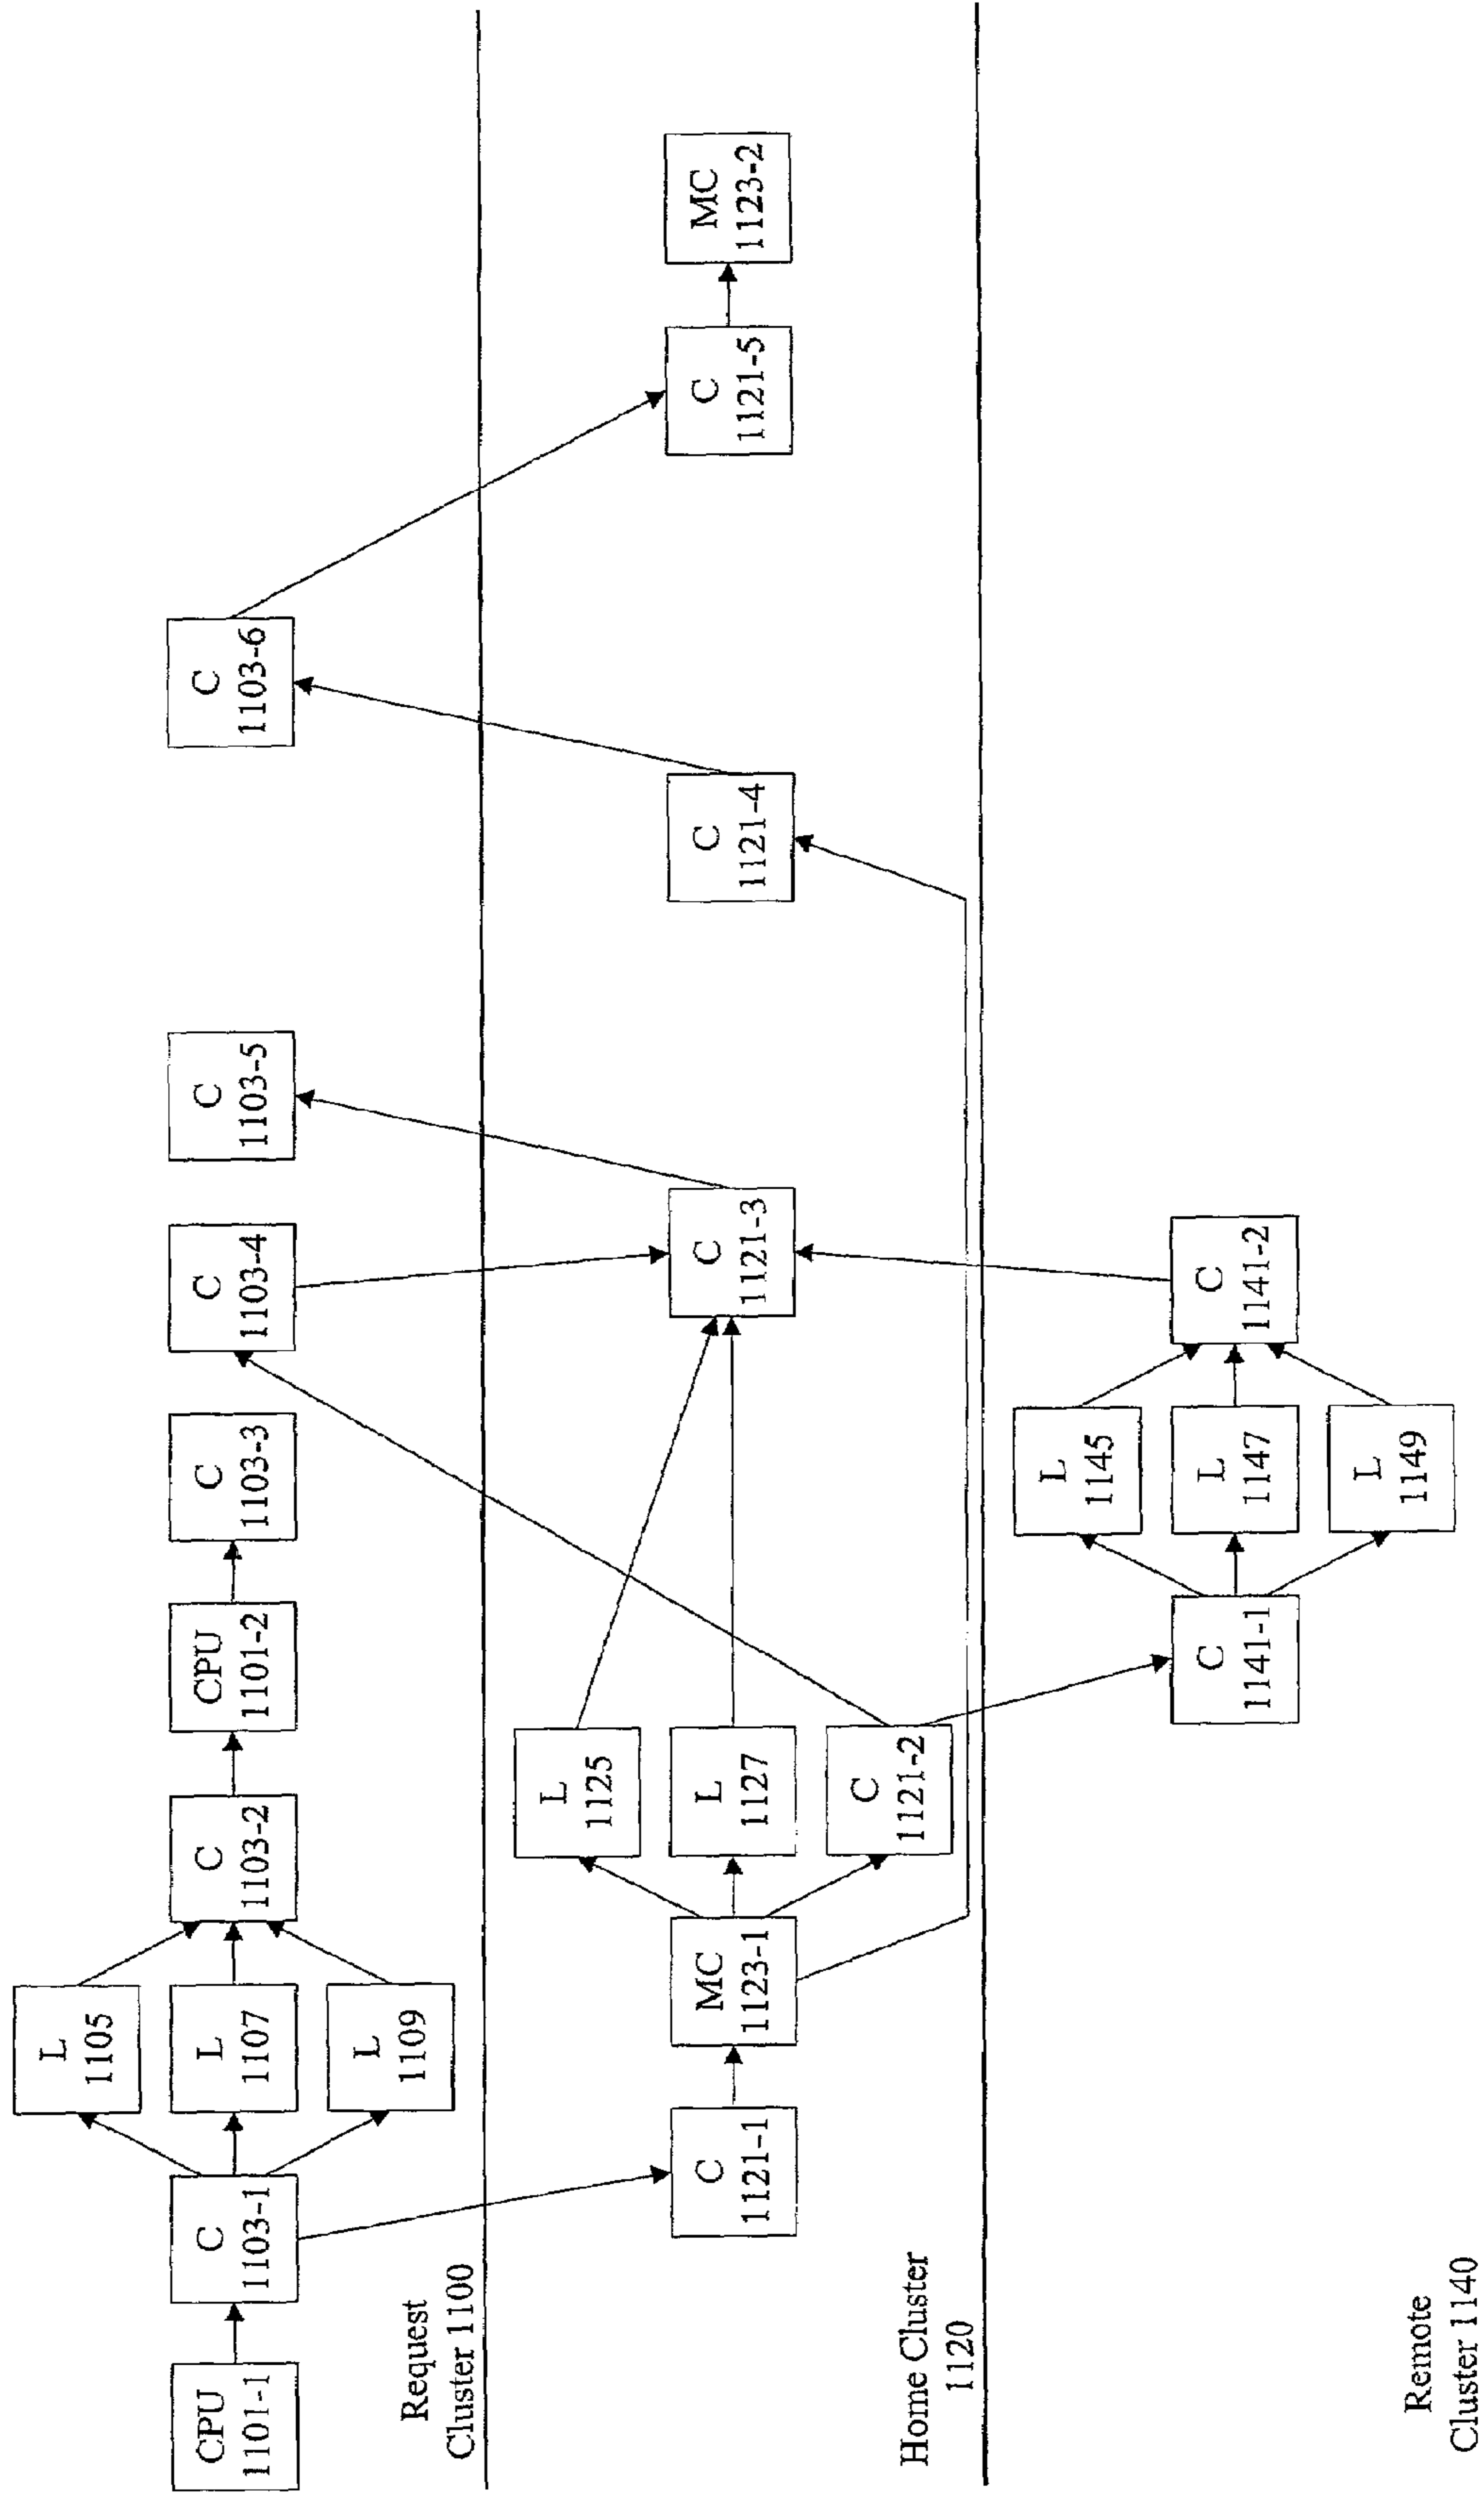 CPU
1101-1
C
1103-1
L
1105
L
1107
L
1109
C
1103-2
CPU
1101-2
C
1103-3
C
1103-4
C
1103-5
C
1103-6
Request
Cluster 1100
C
1121-1
MC
1123-1
L
1125
L
1127
C
1121-2
C
1121-3
C
1121-4
C
1121-5
MC
1123-2
Home Cluster
1120
C
1141-1
L
1145
L
1147
L
1149
C
1141-2
Remote
Cluster 1140